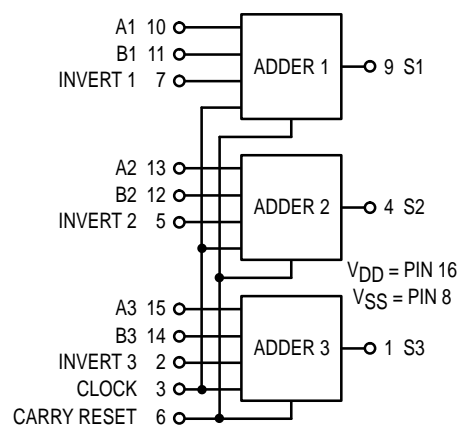 A1 10
B1 11
INVERT 1 7
ADDER 1
9 S1
A2 13
B2 12
INVERT 2 5
ADDER 2
4 S2
VDD = PIN 16
VSS = PIN 8
A3 15
B3 14
INVERT 3 2
CLOCK 3
CARRY RESET 6
ADDER 3
1 S3